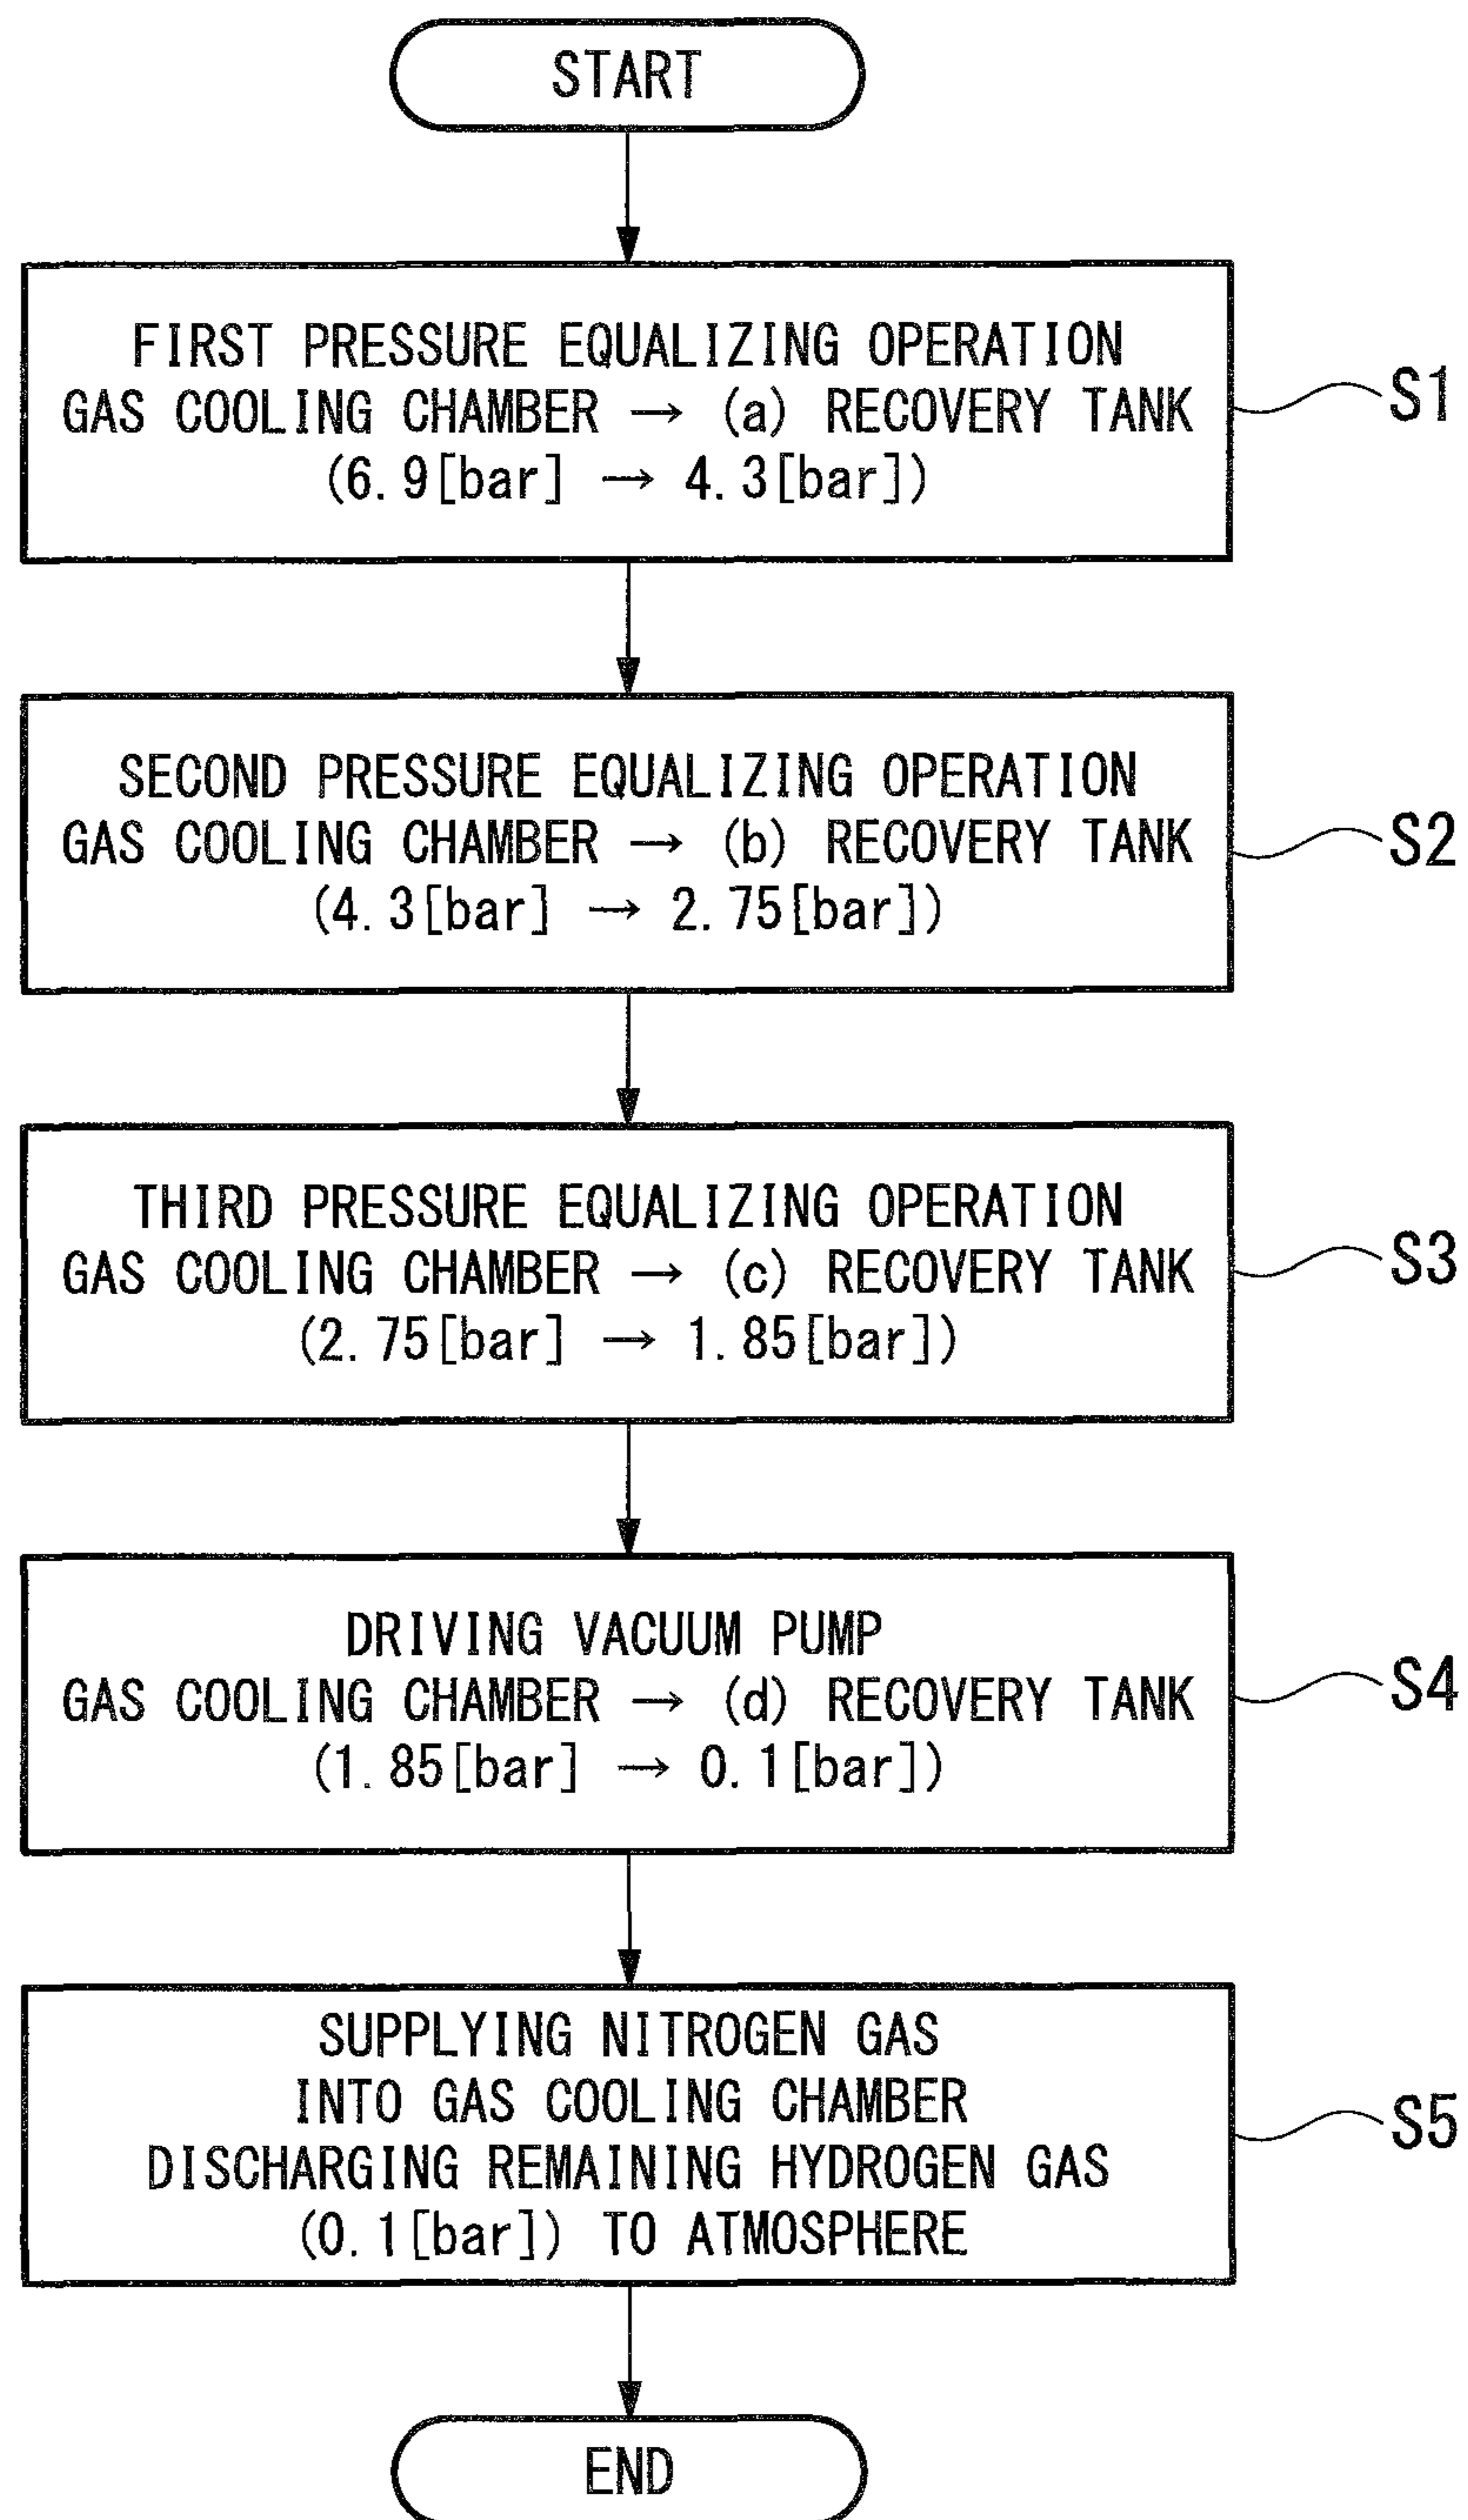 START
FIRST PRESSURE EQUALIZING OPERATION
GAS COOLING CHAMBER → (a) RECOVERY TANK
(6.9[bar] → 4.3[bar])
S1
SECOND PRESSURE EQUALIZING OPERATION
GAS COOLING CHAMBER → (b) RECOVERY TANK
(4.3[bar] → 2.75[bar])
S2
THIRD PRESSURE EQUALIZING OPERATION
GAS COOLING CHAMBER → (c) RECOVERY TANK
(2.75[bar] → 1.85[bar])
S3
DRIVING VACUUM PUMP
GAS COOLING CHAMBER → (d) RECOVERY TANK
(1.85[bar] → 0.1[bar])
S4
SUPPLYING NITROGEN GAS
INTO GAS COOLING CHAMBER
DISCHARGING REMAINING HYDROGEN GAS
(0.1[bar]) TO ATMOSPHERE
S5
END